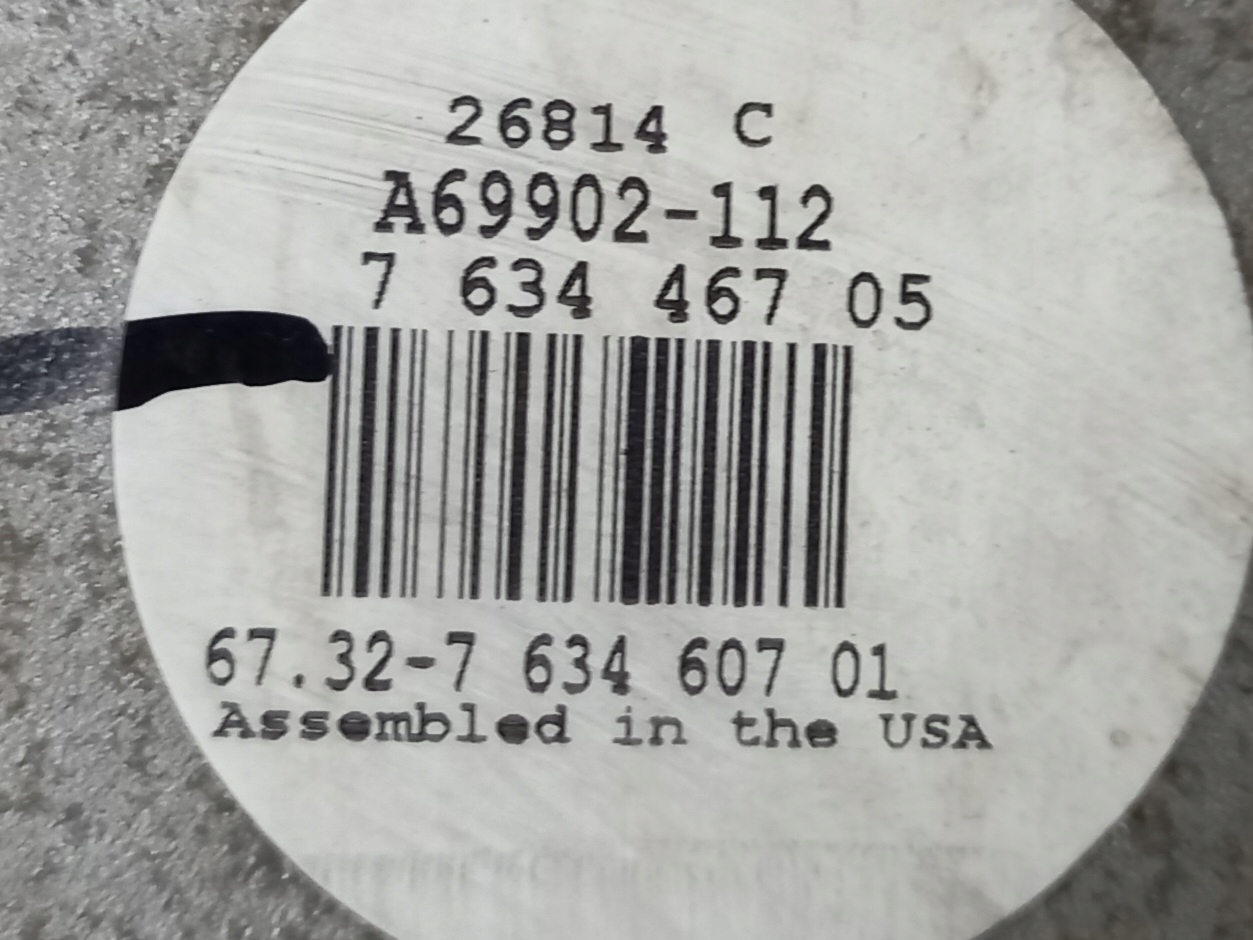 26814 C
A69902-112
7 634 467 05
67.32-7 634 607 01
Assembled in the USA